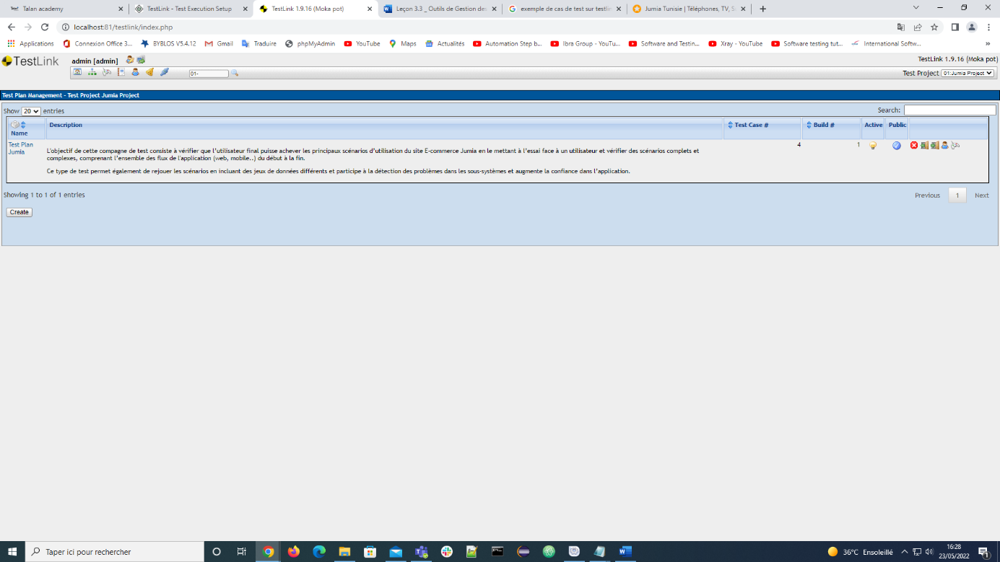 Talan academy
TestLink - Test Execution Setup
TestLink 1.9.16 (Moka pot)
Leçon 3.3 _ Outils de Gestion de
exemple de cas de test sur testlin
Jumia Tunisie | Téléphones, TV, S
localhost:81/testlink/index.php
Applications
Connexion Office 3...
BYBLOS V5.4.12
Gmail
Traduire
phpMyAdmin
YouTube
Maps
Actualités
Automation Step b...
Ibra Group - YouTu...
Software and Testin...
Xray - YouTube
Software testing tut...
International Softw...
TestLink
admin [admin]
TestLink 1.9.16 (Moka pot)
01-
Test Project 01:Jumia Project
Test Plan Management - Test Project Jumia Project
Show 20 entries
Search:
Name
Description
Test Case #
Build #
Active
Public
Test Plan
Jumia
L'objectif de cette compagne de test consiste à vérifier que l'utilisateur final puisse achever les principaux scénarios d'utilisation du site E-commerce Jumia en le mettant à l'essai face à un utilisateur et vérifier des scénarios complets et
complexes, comprenant l'ensemble des flux de l'application (web, mobile..) du début à la fin.
Ce type de test permet également de rejouer les scénarios en incluant des jeux de données différents et participe à la détection des problèmes dans les sous-systèmes et augmente la confiance dans l'application.
4
1
Showing 1 to 1 of 1 entries
Previous
1
Next
Create
Taper ici pour rechercher
36°C Ensoleillé
16:28
23/05/2022
1